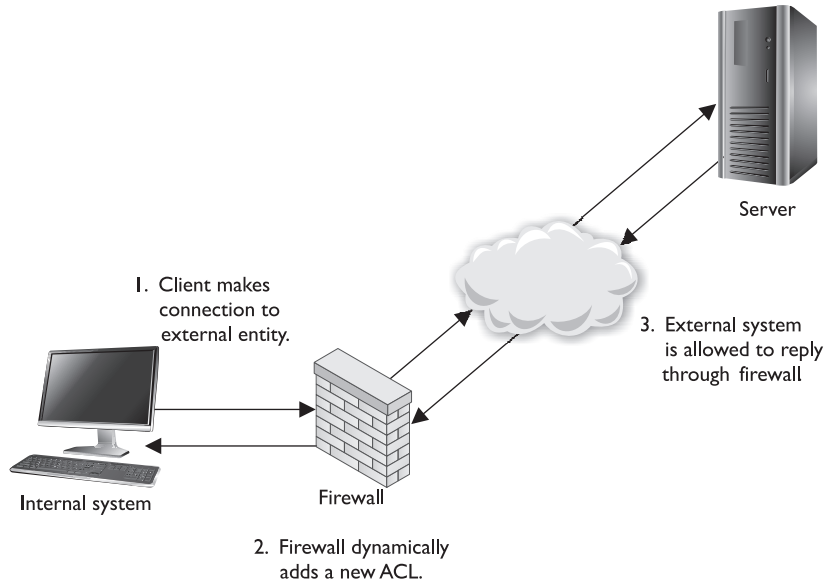 Server
1. Client makes
connection to
external entity.
3. External system
is allowed to reply
through firewall.
Internal system
Firewall
2. Firewall dynamically
adds a new ACL.